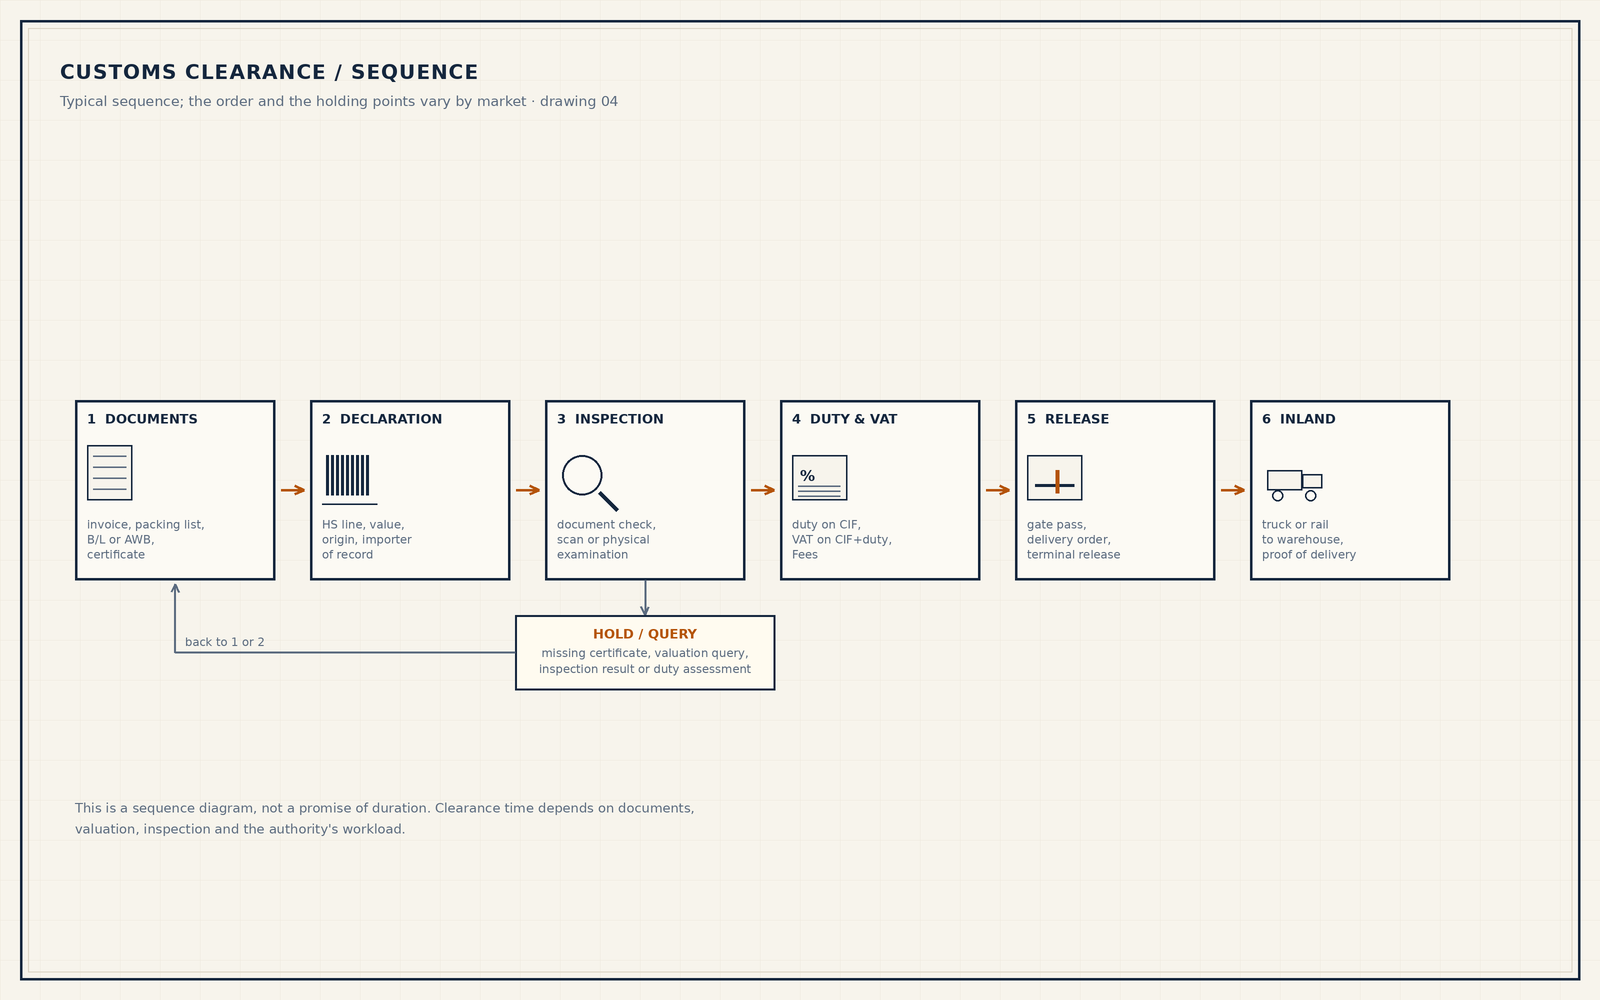 CUSTOMS CLEARANCE / SEQUENCE
Typical sequence; the order and the holding points vary by market · drawing 04
1 DOCUMENTS
invoice, packing list,
B/L or AWB,
certificate
2 DECLARATION
HS line, value,
origin, importer
of record
3 INSPECTION
document check,
scan or physical
examination
4 DUTY & VAT
%
duty on CIF,
VAT on CIF+duty,
Fees
5 RELEASE
gate pass,
delivery order,
terminal release
6 INLAND
truck or rail
to warehouse,
proof of delivery
back to 1 or 2
HOLD / QUERY
missing certificate, valuation query,
inspection result or duty assessment
This is a sequence diagram, not a promise of duration. Clearance time depends on documents,
valuation, inspection and the authority's workload.